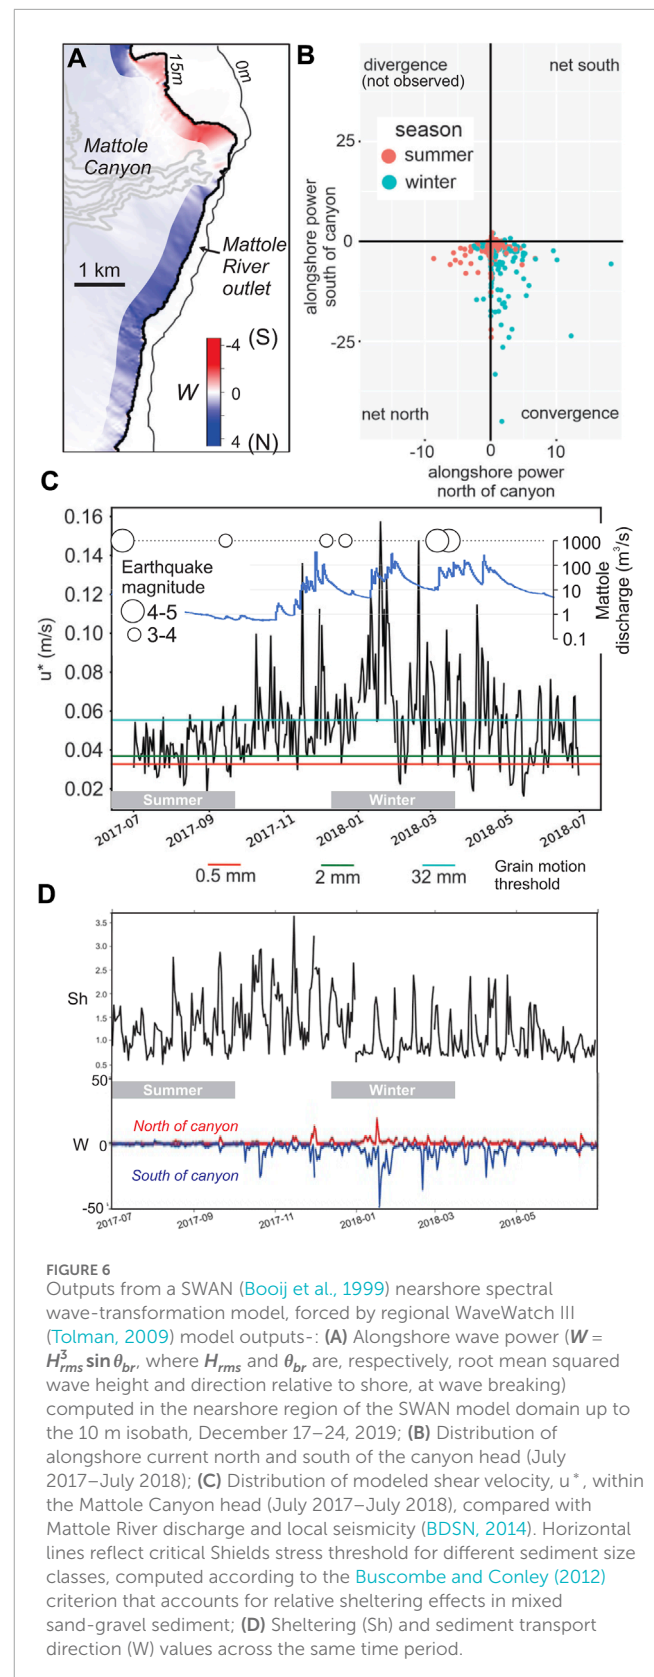 A
15m
0m
Mattole
Canyon
1 km
Mattole
River
outlet
W
-4 (S)
0
4 (N)
B
divergence
(not observed)
net south
season
summer
winter
25
0
-25
alongshore power
south of canyon
net north
convergence
-10
0
10
alongshore power
north of canyon
C
0.16
0.14
0.12
0.10
0.08
0.06
0.04
0.02
u* (m/s)
Earthquake
magnitude
4-5
3-4
1000
100
10
1
0.1
Mattole
discharge (m³/s)
Summer
Winter
2017-07
2017-09
2017-11
2018-01
2018-03
2018-05
2018-07
0.5 mm
2 mm
32 mm
Grain motion
threshold
D
3.5
3.0
2.5
2.0
1.5
1.0
0.5
Sh
50
Summer
Winter
North of canyon
W
0
South of canyon
-50
2017-07
2017-09
2017-11
2018-01
2018-03
2018-05
FIGURE 6
Outputs from a SWAN (Booij et al., 1999) nearshore spectral
wave-transformation model, forced by regional WaveWatch III
(Tolman, 2009) model outputs-: (A) Alongshore wave power (W =
H³rms sin θbr, where Hrms and θbr are, respectively, root mean squared
wave height and direction relative to shore, at wave breaking)
computed in the nearshore region of the SWAN model domain up to
the 10 m isobath, December 17–24, 2019; (B) Distribution of
alongshore current north and south of the canyon head (July
2017–July 2018); (C) Distribution of modeled shear velocity, u*, within
the Mattole Canyon head (July 2017–July 2018), compared with
Mattole River discharge and local seismicity (BDSN, 2014). Horizontal
lines reflect critical Shields stress threshold for different sediment size
classes, computed according to the Buscombe and Conley (2012)
criterion that accounts for relative sheltering effects in mixed
sand-gravel sediment; (D) Sheltering (Sh) and sediment transport
direction (W) values across the same time period.